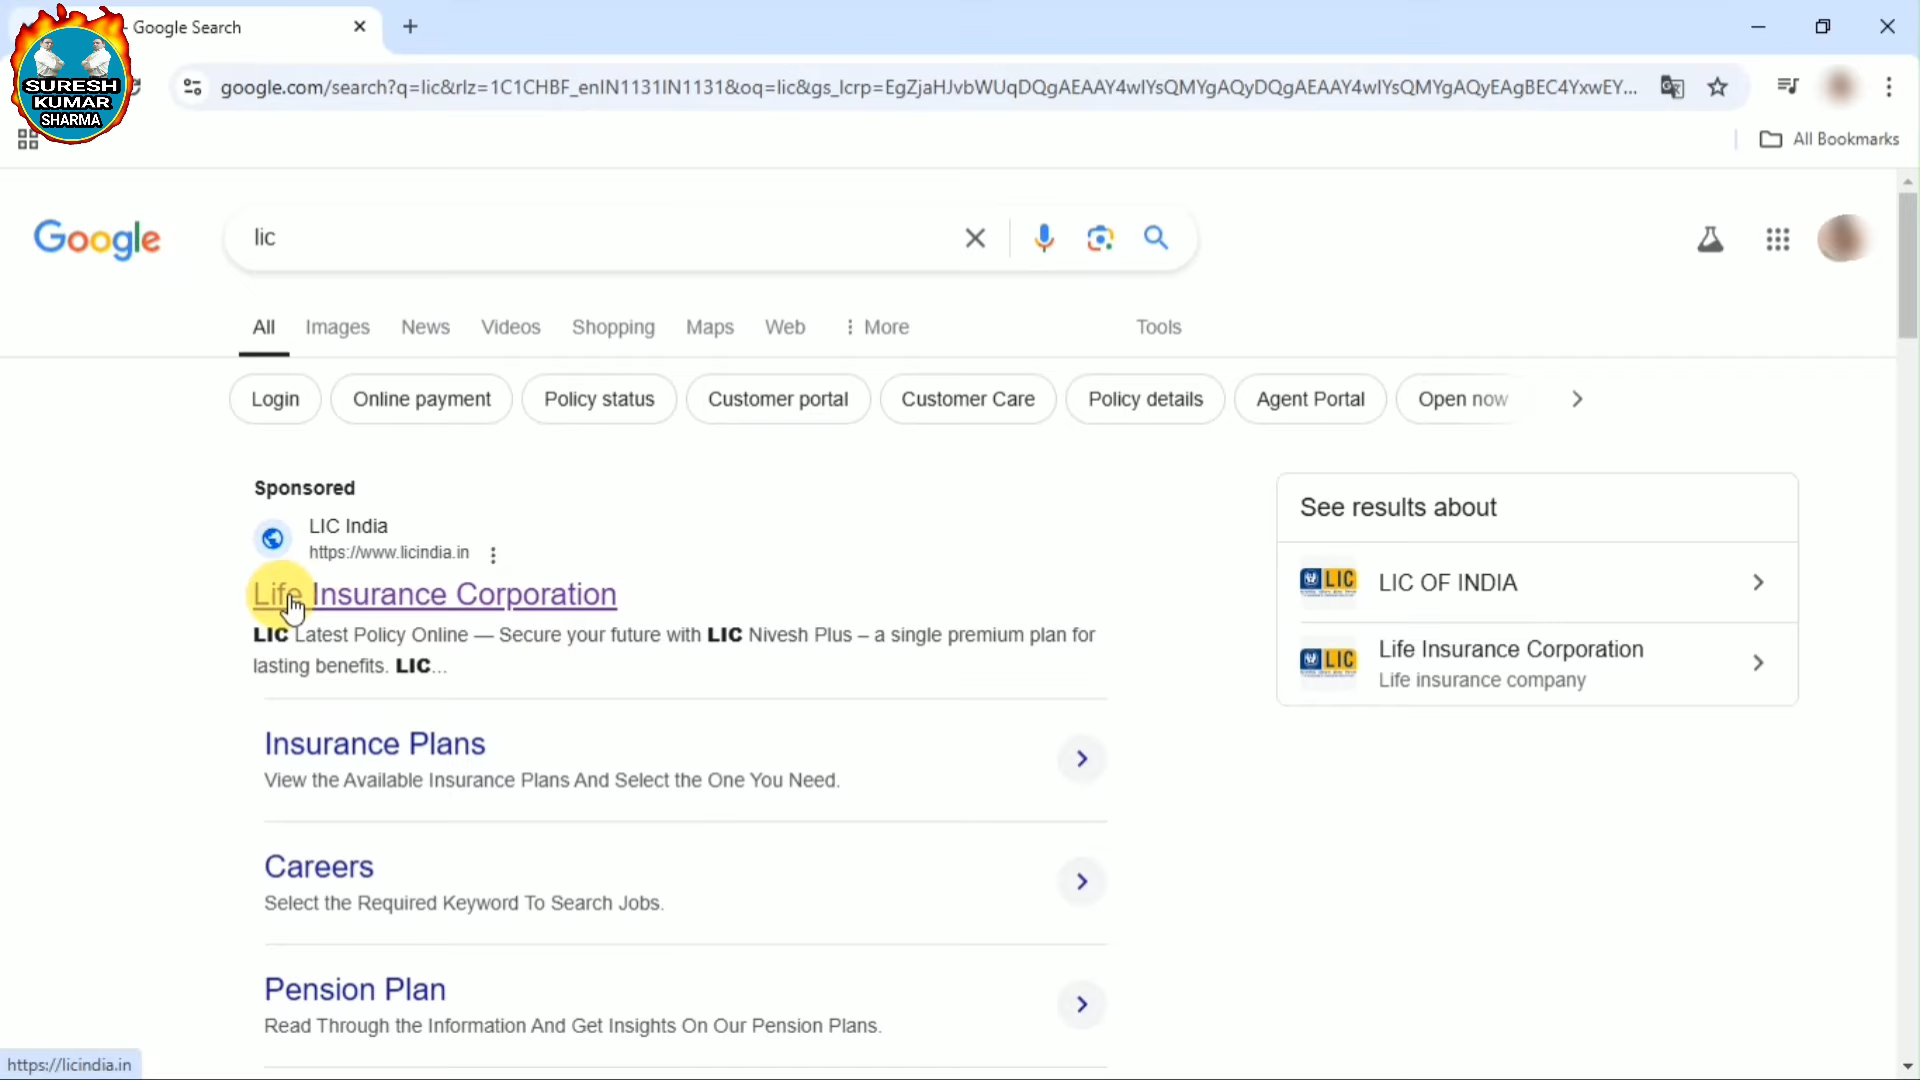 - Google Search
SURESH
KUMAR
SHARMA
google.com/search?q=lic&rlz=1C1CHBF_enIN1131IN1131&oq=lic&gs_lcrp=EgZjaHJvbWUqDQgAEAAY4wIYsQMYgAQyDQgAEAAY4wIYsQMYgAQyEAgBEC4YxwEY...
All Bookmarks
Google
lic
All Images News Videos Shopping Maps Web More Tools
Login Online payment Policy status Customer portal Customer Care Policy details Agent Portal Open now
Sponsored
LIC India
https://www.licindia.in
Life Insurance Corporation
LIC Latest Policy Online — Secure your future with LIC Nivesh Plus – a single premium plan for
lasting benefits. LIC...
Insurance Plans
View the Available Insurance Plans And Select the One You Need.
Careers
Select the Required Keyword To Search Jobs.
Pension Plan
Read Through the Information And Get Insights On Our Pension Plans.
See results about
LIC
LIC OF INDIA
LIC
Life Insurance Corporation
Life insurance company
https://licindia.in